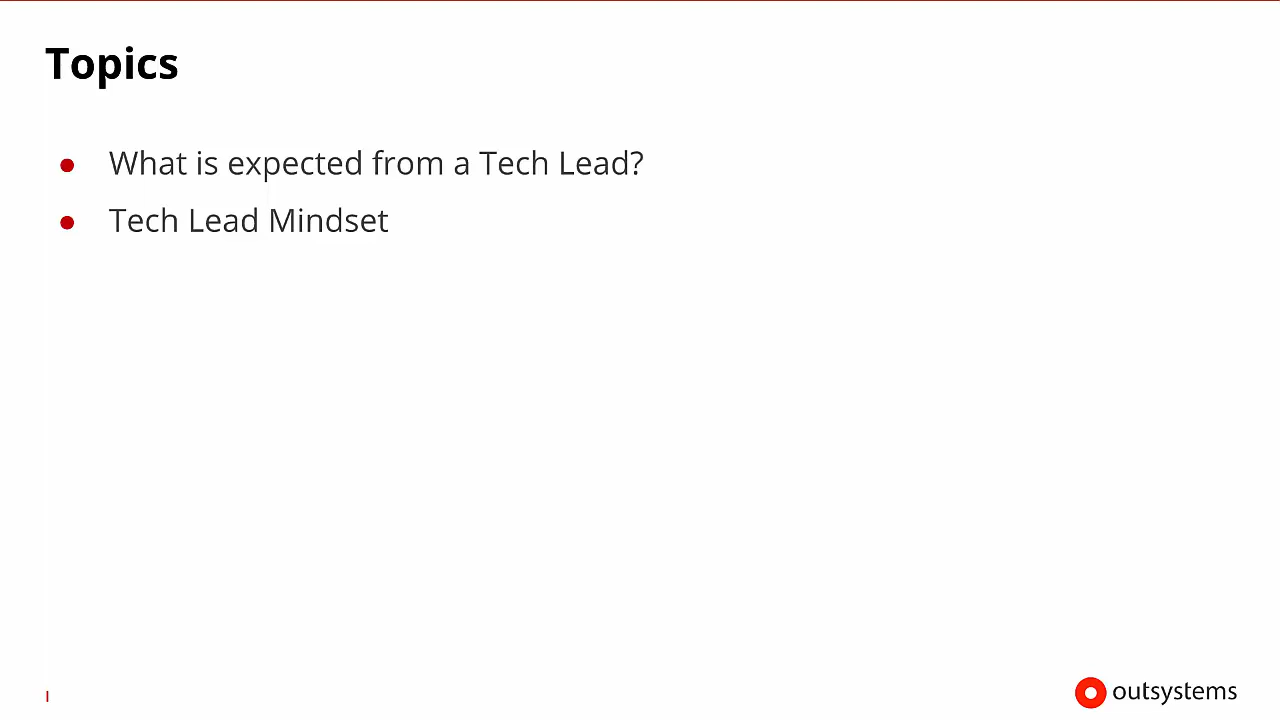 Topics
● What is expected from a Tech Lead?
● Tech Lead Mindset
outsystems